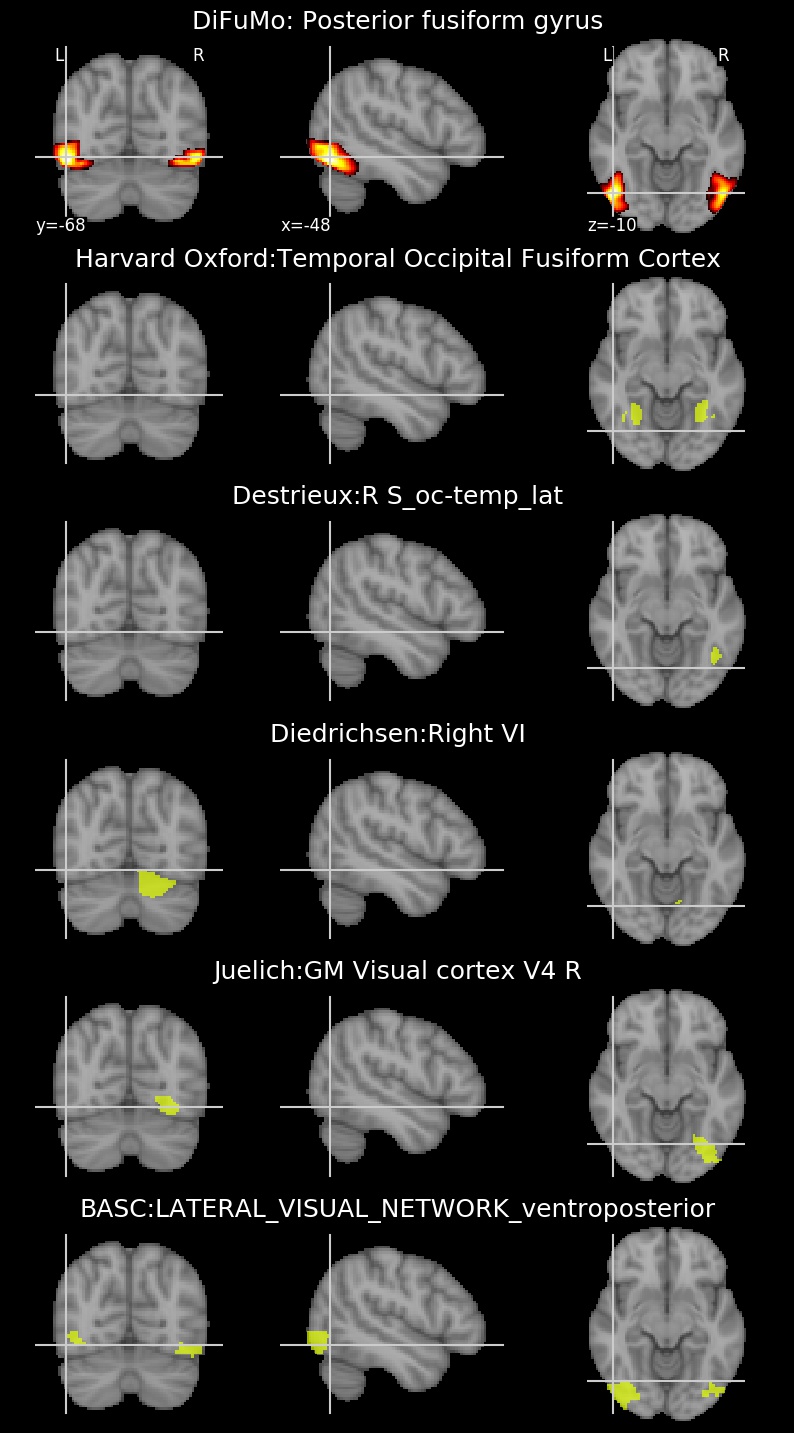 DiFuMo: Posterior fusiform gyrus
L R L R
y=-68 x=-48 z=-10
Harvard Oxford:Temporal Occipital Fusiform Cortex
Destrieux:R S_oc-temp_lat
Diedrichsen:Right VI
Juelich:GM Visual cortex V4 R
BASC:LATERAL_VISUAL_NETWORK_ventroposterior